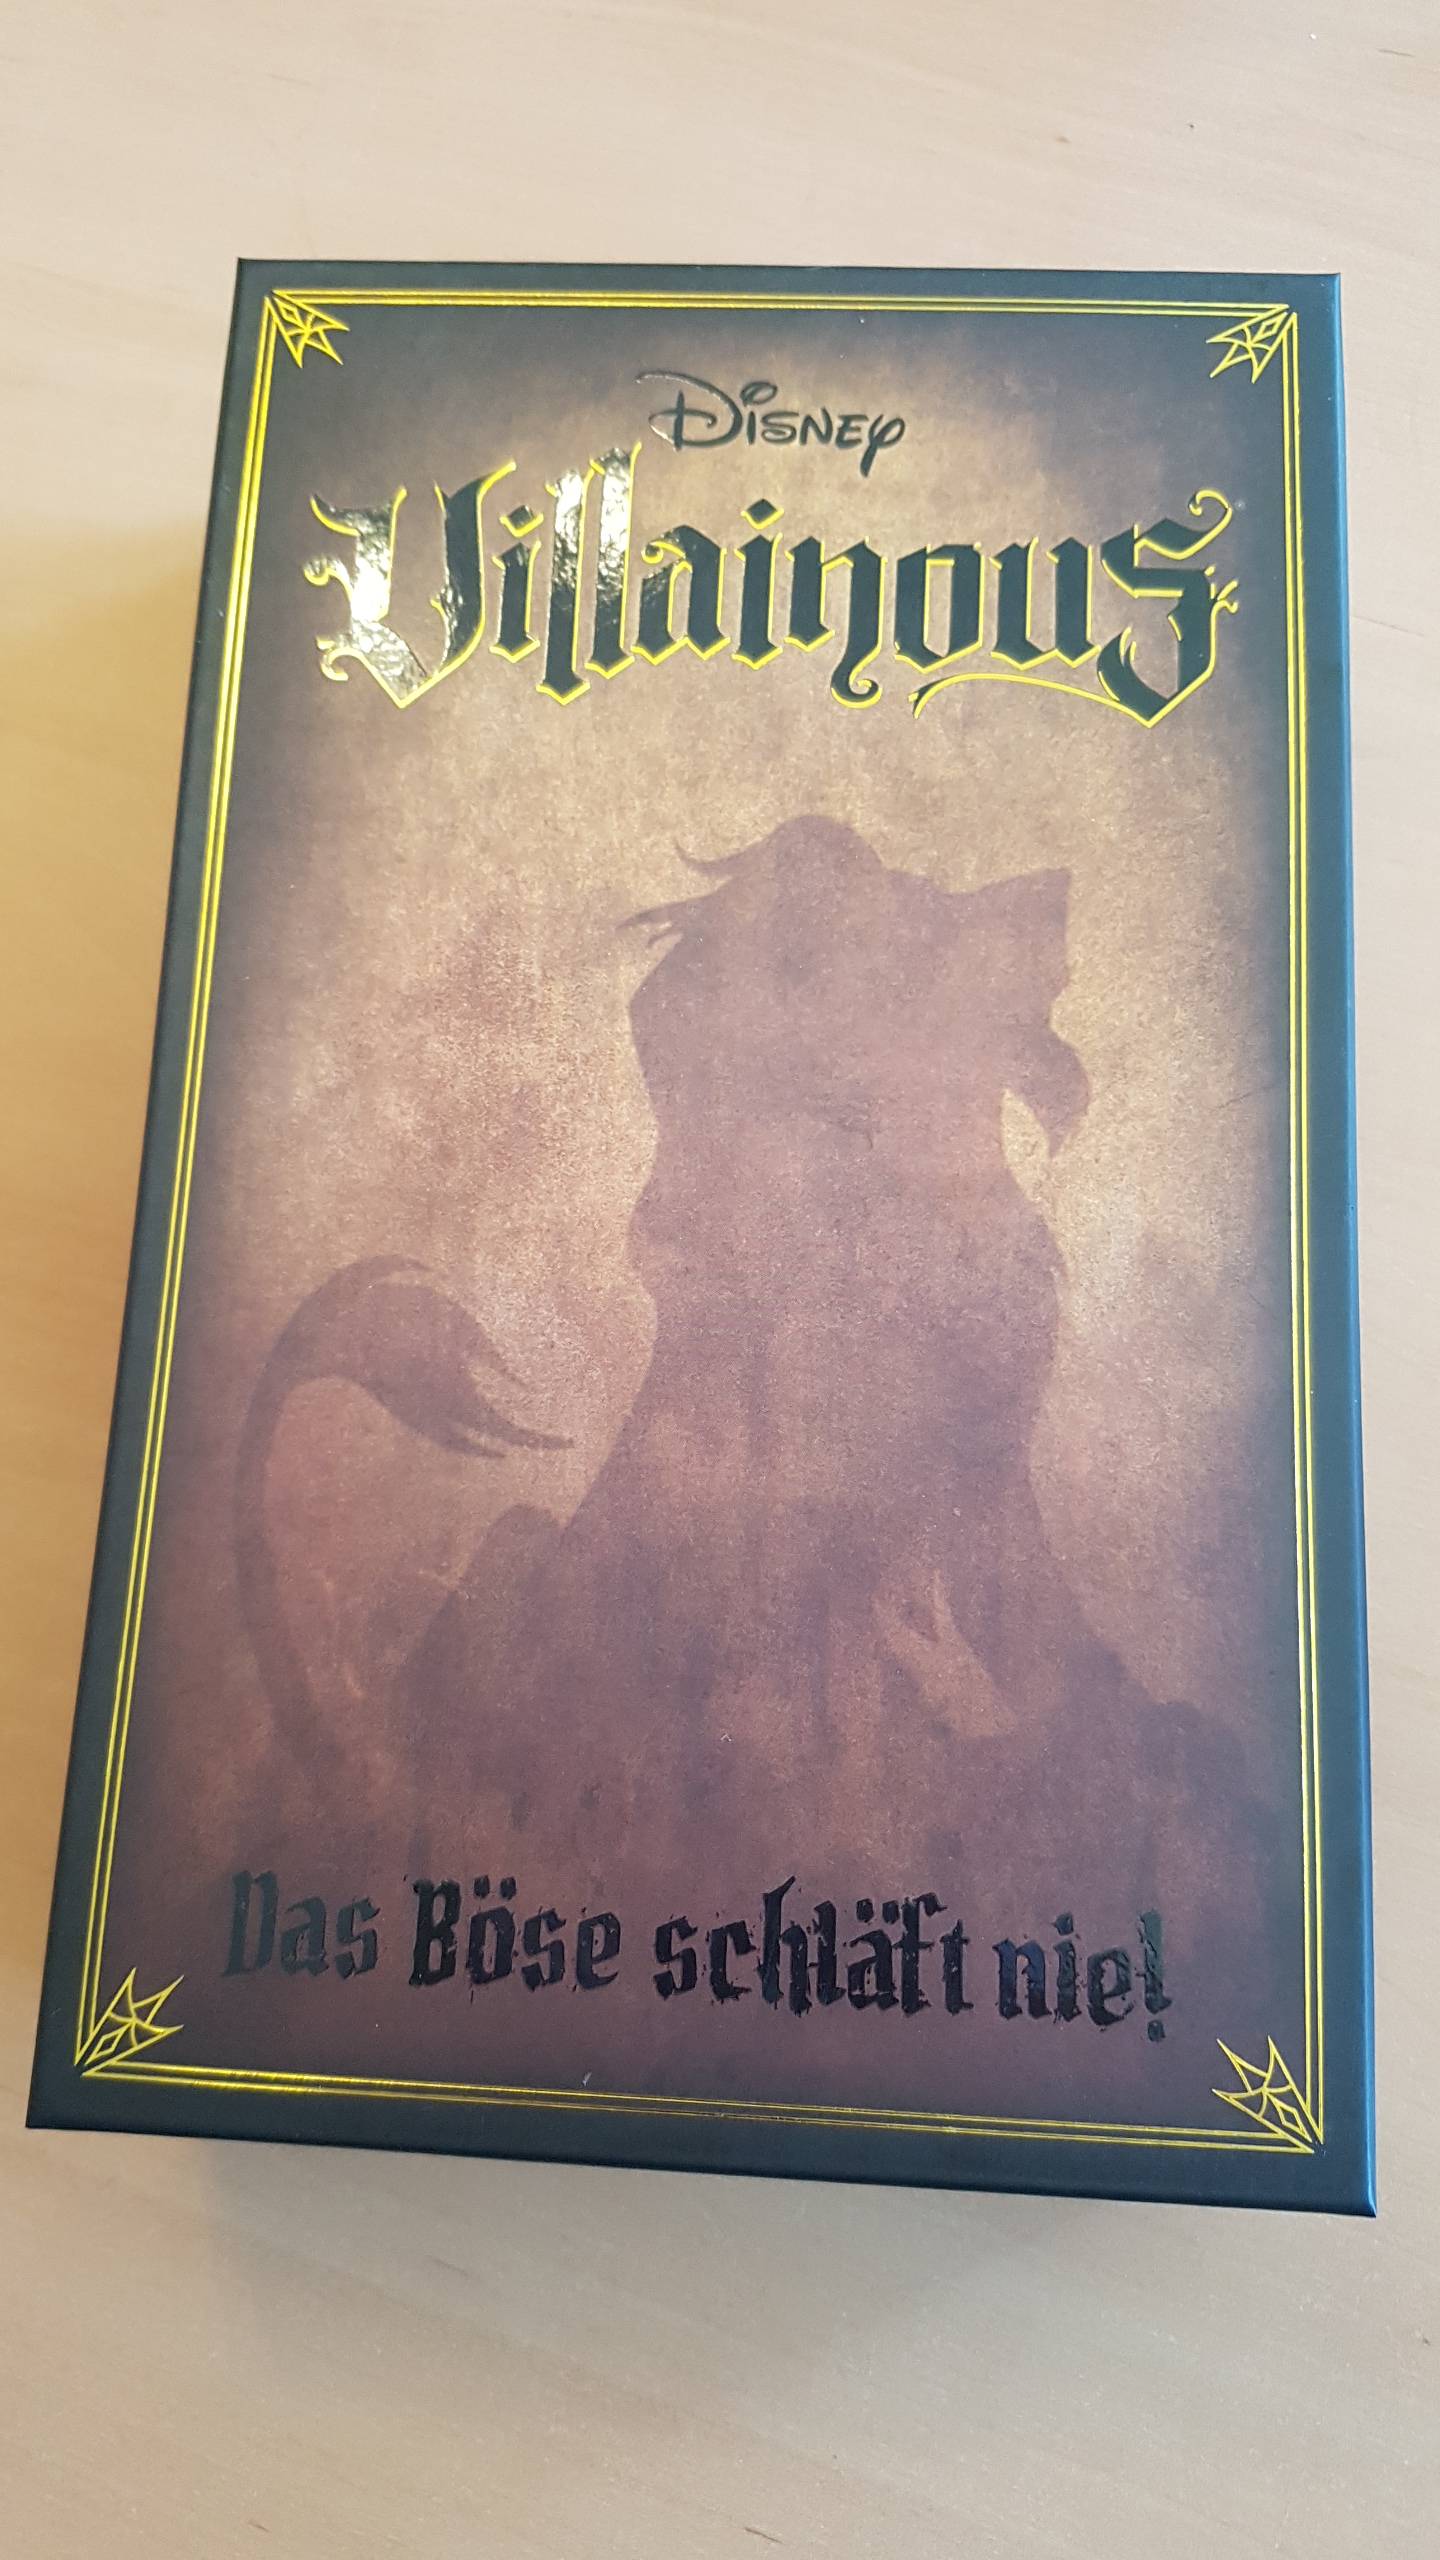 Disney
Villainous
Das Böse schläft nie!